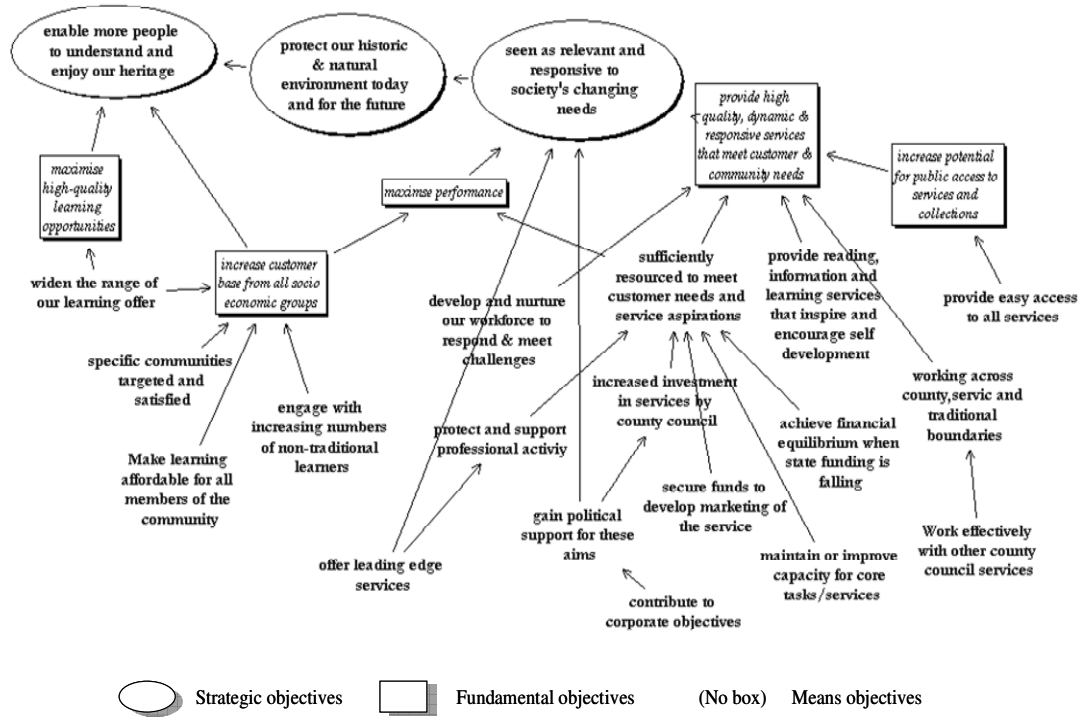 enable more people
to understand and
enjoy our heritage
protect our historic
& natural
environment today
and for the future
seen as relevant and
responsive to
society's changing
needs
provide high
quality, dynamic &
responsive services
that meet customer &
community needs
increase potential
for public access to
services and
collections
maximise
high-quality
learning
opportunities
maximse performance
increase customer
base from all socio
economic groups
widen the range of
our learning offer
develop and nurture
our workforce to
respond & meet
challenges
sufficiently
resourced to meet
customer needs and
service aspirations
provide reading,
information and
learning services
that inspire and
encourage self
development
provide easy access
to all services
specific communities
targeted and
satisfied
engage with
increasing numbers
of non-traditional
learners
Make learning
affordable for all
members of the
community
protect and support
professional activiy
increased investment
in services by
county council
achieve financial
equilibrium when
state funding is
falling
working across
county,servic and
traditional
boundaries
secure funds to
develop marketing of
the service
gain political
support for these
aims
offer leading edge
services
maintain or improve
capacity for core
tasks/services
Work effectively
with other county
council services
contribute to
corporate objectives
Strategic objectives
Fundamental objectives
(No box) Means objectives